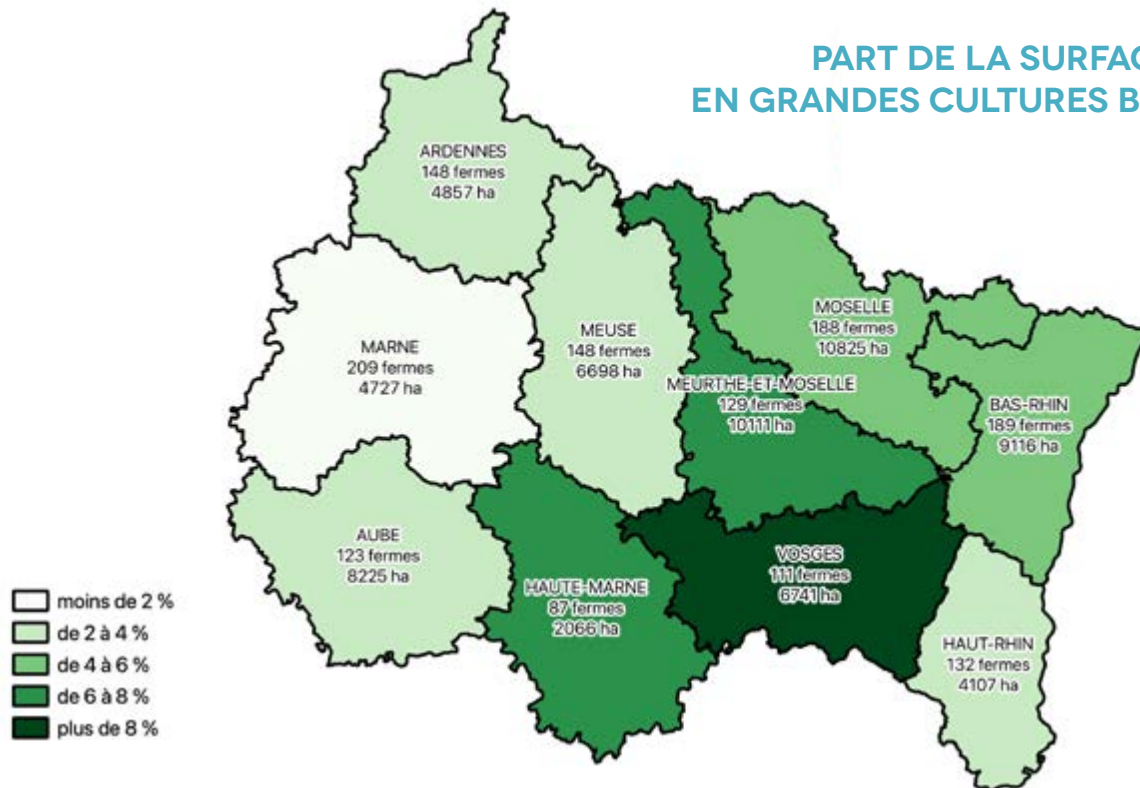 PART DE LA SURFAC
EN GRANDES CULTURES B
ARDENNES
148 fermes
4857 ha
MARNE
209 fermes
4727 ha
MEUSE
148 fermes
6698 ha
MOSELLE
188 fermes
10825 ha
MEURTHE-ET-MOSELLE
129 fermes
10111 ha
BAS-RHIN
189 fermes
9116 ha
AUBE
123 fermes
8225 ha
HAUTE-MARNE
87 fermes
2066 ha
VOSGES
111 fermes
6741 ha
HAUT-RHIN
132 fermes
4107 ha
moins de 2 %
de 2 à 4 %
de 4 à 6 %
de 6 à 8 %
plus de 8 %